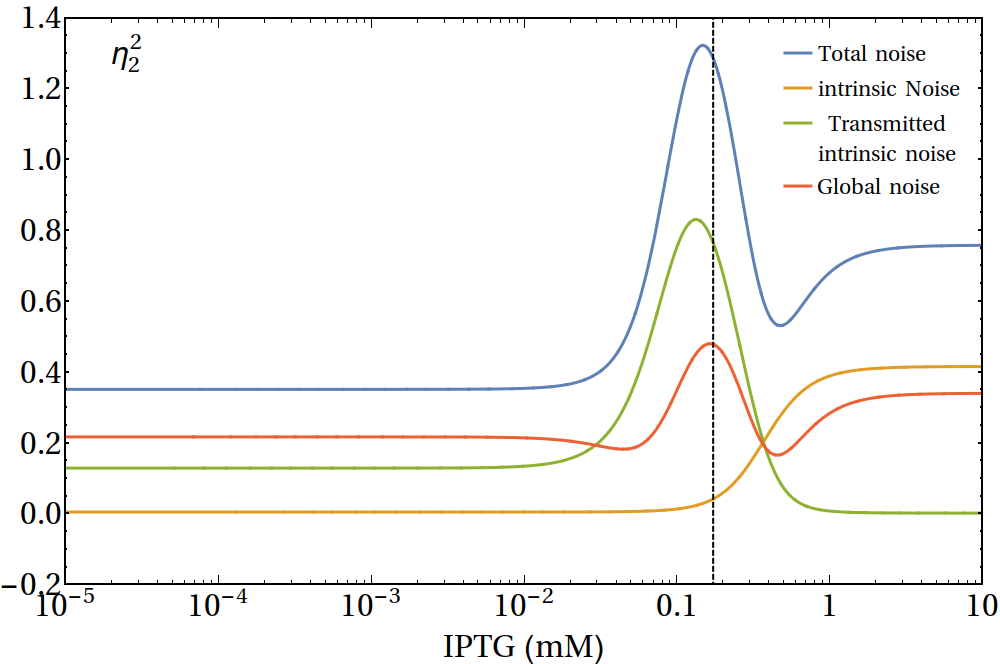 η₂²
1.4
1.2
1.0
0.8
0.6
0.4
0.2
0.0
−0.2
Total noise
intrinsic Noise
Transmitted
intrinsic noise
Global noise
10⁻⁵ 10⁻⁴ 10⁻³ 10⁻² 0.1 1 10
IPTG (mM)